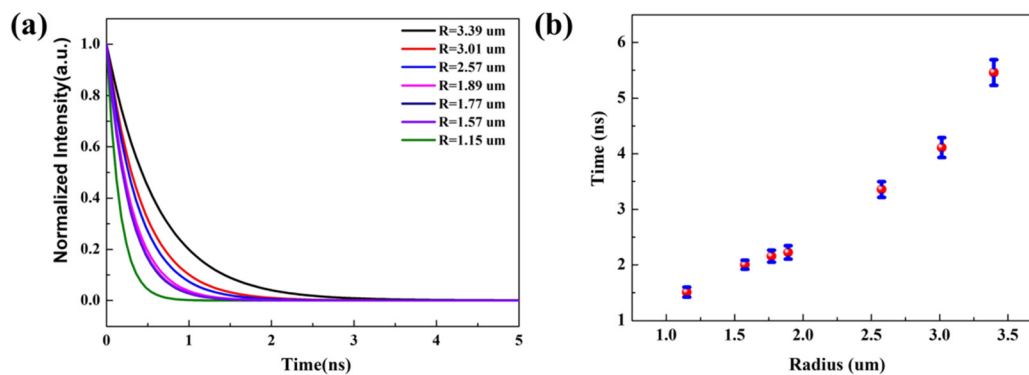 (a)
Normalized Intensity(a.u.)
1.0
0.8
0.6
0.4
0.2
0.0
R=3.39 um
R=3.01 um
R=2.57 um
R=1.89 um
R=1.77 um
R=1.57 um
R=1.15 um
0 1 2 3 4 5
Time(ns)
(b)
Time (ns)
6
5
4
3
2
1
1.0 1.5 2.0 2.5 3.0 3.5
Radius (um)